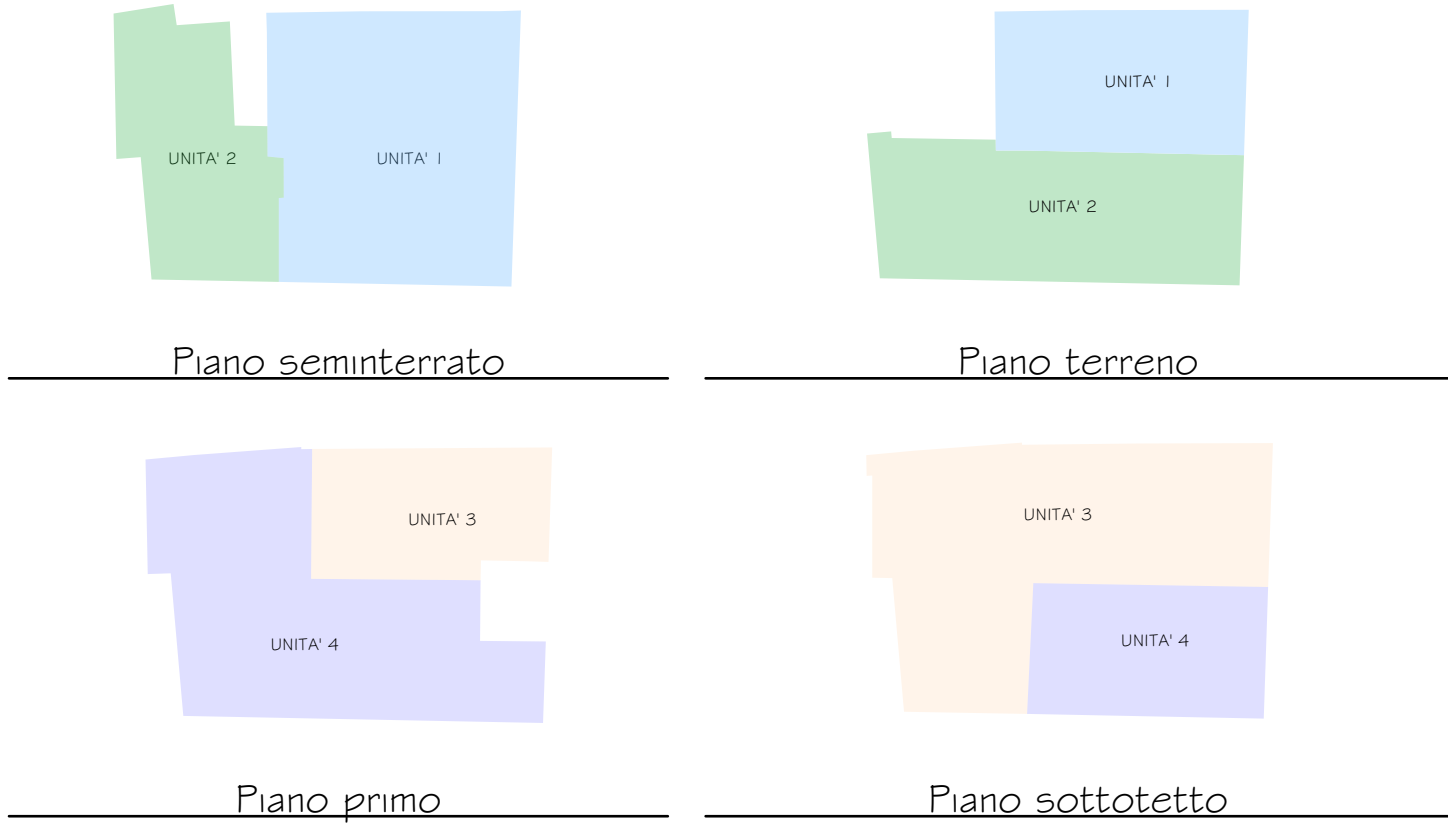 UNITA' 1
UNITA' 2
UNITA' 1
UNITA' 2
Piano seminterrato
Piano terreno
UNITA' 3
UNITA' 4
UNITA' 3
UNITA' 4
Piano primo
Piano sottotetto